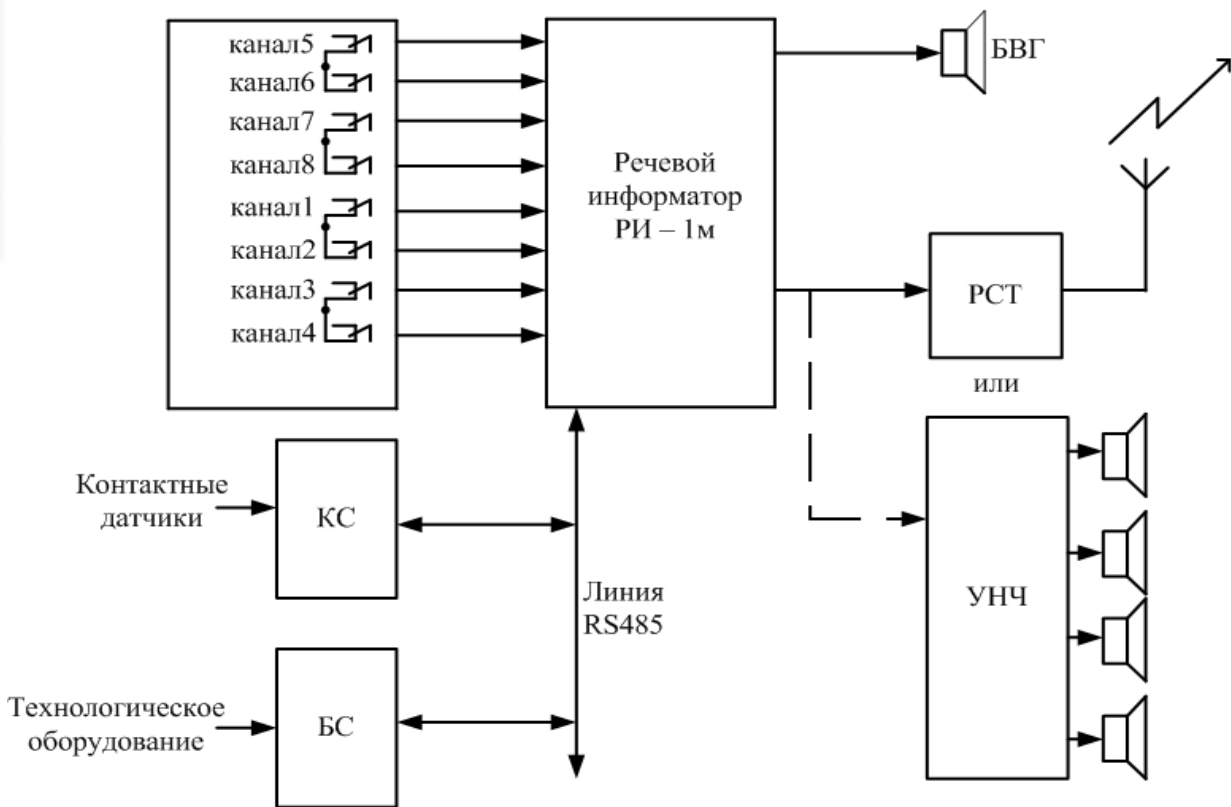 канал5
канал6
канал7
канал8
канал1
канал2
канал3
канал4
Речевой
информатор
РИ – 1м
БВГ
РСТ
или
УНЧ
Контактные
датчики
КС
Линия
RS485
Технологическое
оборудование
БС